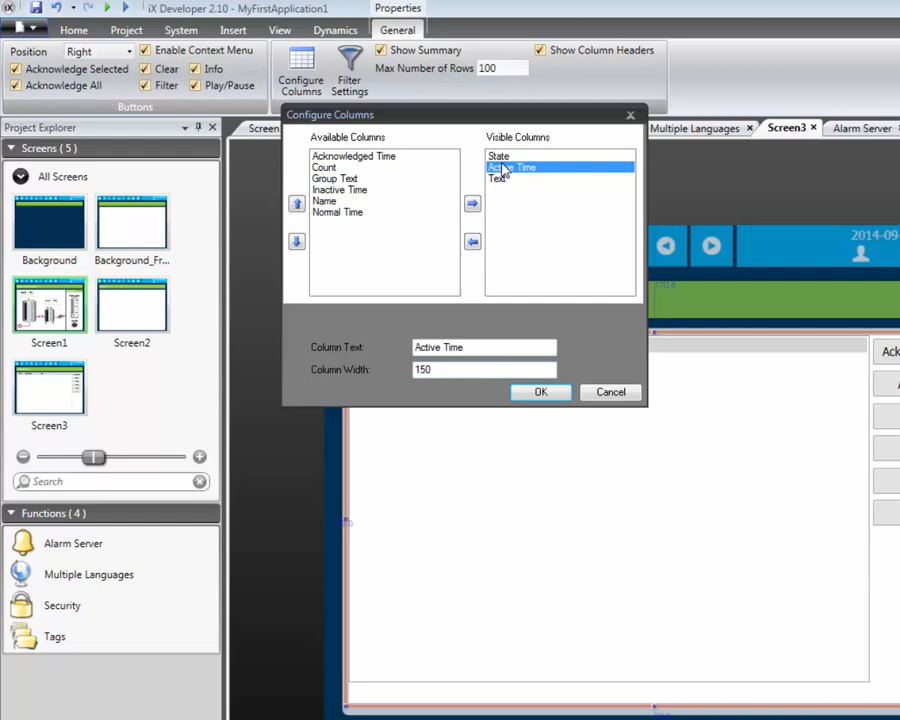 iX Developer 2.10 - MyFirstApplication1
Properties
Home
Project
System
Insert
View
Dynamics
General
Position
Right
Enable Context Menu
Acknowledge Selected
Clear
Info
Acknowledge All
Filter
Play/Pause
Buttons
Configure
Columns
Filter
Settings
Show Summary
Max Number of Rows
100
Show Column Headers
Project Explorer
Screens ( 5 )
All Screens
Background
Background_Fr...
Screen1
Screen2
Screen3
Search
Functions ( 4 )
Alarm Server
Multiple Languages
Security
Tags
Screen
Multiple Languages
Screen3
Alarm Server
Configure Columns
Available Columns
Acknowledged Time
Count
Group Text
Inactive Time
Name
Normal Time
Visible Columns
State
Active Time
Text
Column Text:
Active Time
Column Width:
150
OK
Cancel
2014-09-
170.6
Ack
A